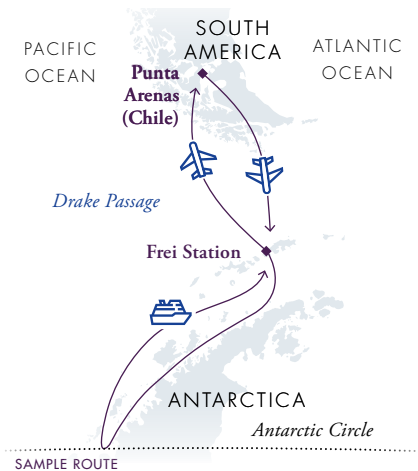 SOUTH
AMERICA
PACIFIC
OCEAN
ATLANTIC
OCEAN
Punta
Arenas
(Chile)
Drake Passage
Frei Station
ANTARCTICA
Antarctic Circle
SAMPLE ROUTE